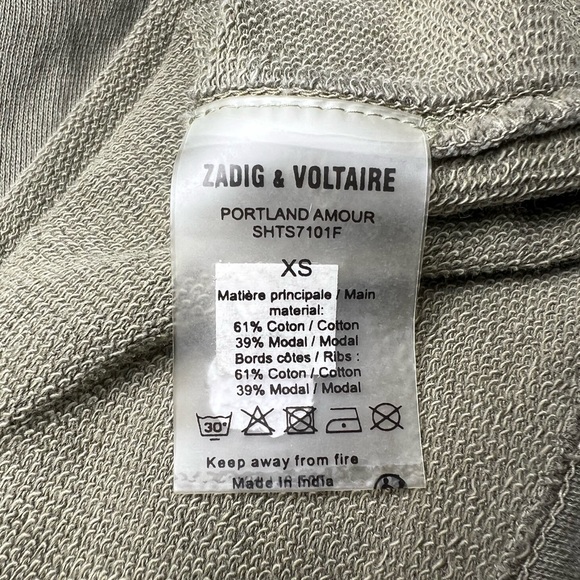 ZADIG & VOLTAIRE
PORTLAND AMOUR
SHTS7101F
XS
Matière principale / Main
material:
61% Coton / Cotton
39% Modal / Modal
Bords côtes / Ribs :
61% Coton / Cotton
39% Modal / Modal
30°
Keep away from fire
Made in India